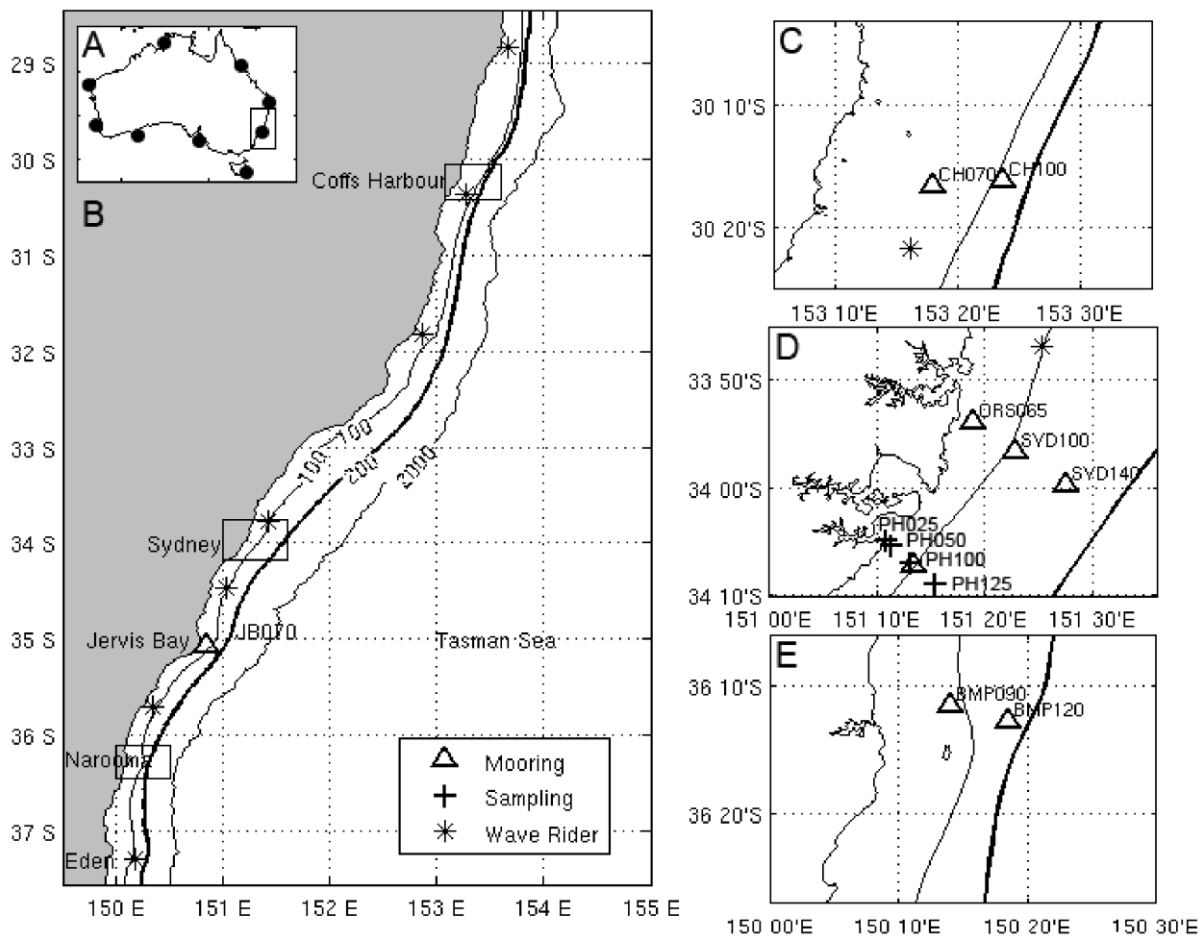 A
B
29 S
30 S
31 S
32 S
33 S
34 S
35 S
36 S
37 S
Coffs Harbour
100
100
200
2000
Sydney
Jervis Bay
JB070
Tasman Sea
Narooma
Eden
Mooring
Sampling
Wave Rider
150 E
151 E
152 E
153 E
154 E
155 E
C
30 10'S
30 20'S
CH070
CH100
153 10'E
153 20'E
153 30'E
D
33 50'S
34 00'S
34 10'S
ORS065
SYD100
SYD140
PH025
PH050
PH100
PH125
151 00'E
151 10'E
151 20'E
151 30'E
E
36 10'S
36 20'S
BMP090
BMP120
150 00'E
150 10'E
150 20'E
150 30'E